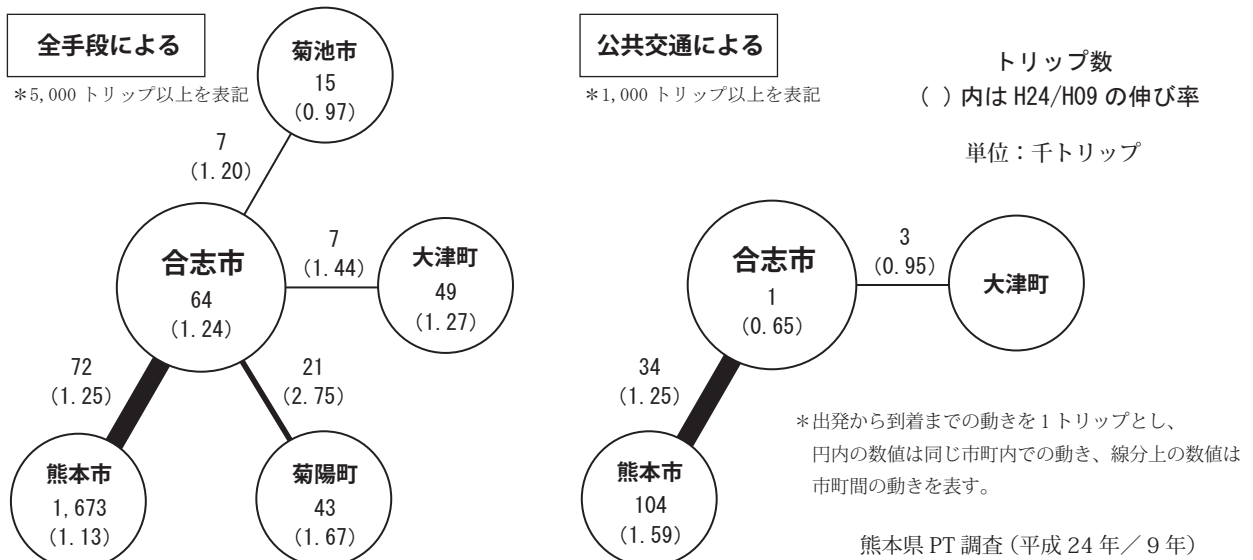 全手段による
*5,000 トリップ以上を表記
菊池市
15
(0.97)
7
(1.20)
合志市
64
(1.24)
7
(1.44)
大津町
49
(1.27)
72
(1.25)
21
(2.75)
熊本市
1,673
(1.13)
菊陽町
43
(1.67)
公共交通による
*1,000 トリップ以上を表記
トリップ数
( ) 内は H24/H09 の伸び率
単位：千トリップ
合志市
1
(0.65)
3
(0.95)
大津町
34
(1.25)
熊本市
104
(1.59)
*出発から到着までの動きを 1 トリップとし、
円内の数値は同じ市町内での動き、線分上の数値は
市町間の動きを表す。
熊本県 PT 調査 (平成 24 年／ 9 年)